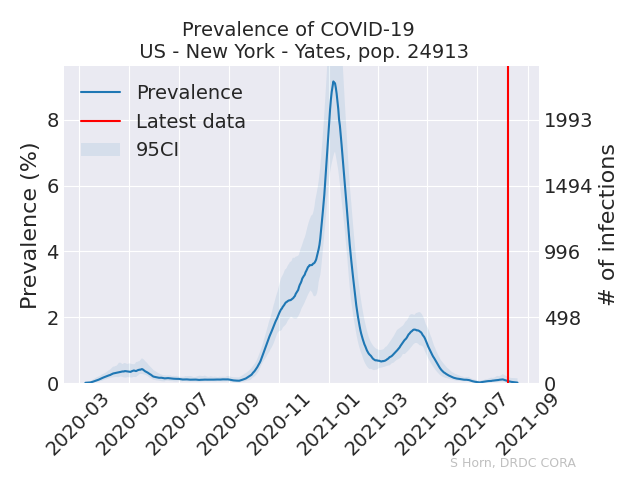 Prevalence of COVID-19
US - New York - Yates, pop. 24913
Prevalence
Latest data
95CI
Prevalence (%)
8
6
4
2
0
1993
1494
996
498
0
# of infections
2020-03
2020-05
2020-07
2020-09
2020-11
2021-01
2021-03
2021-05
2021-07
2021-09
S Horn, DRDC CORA